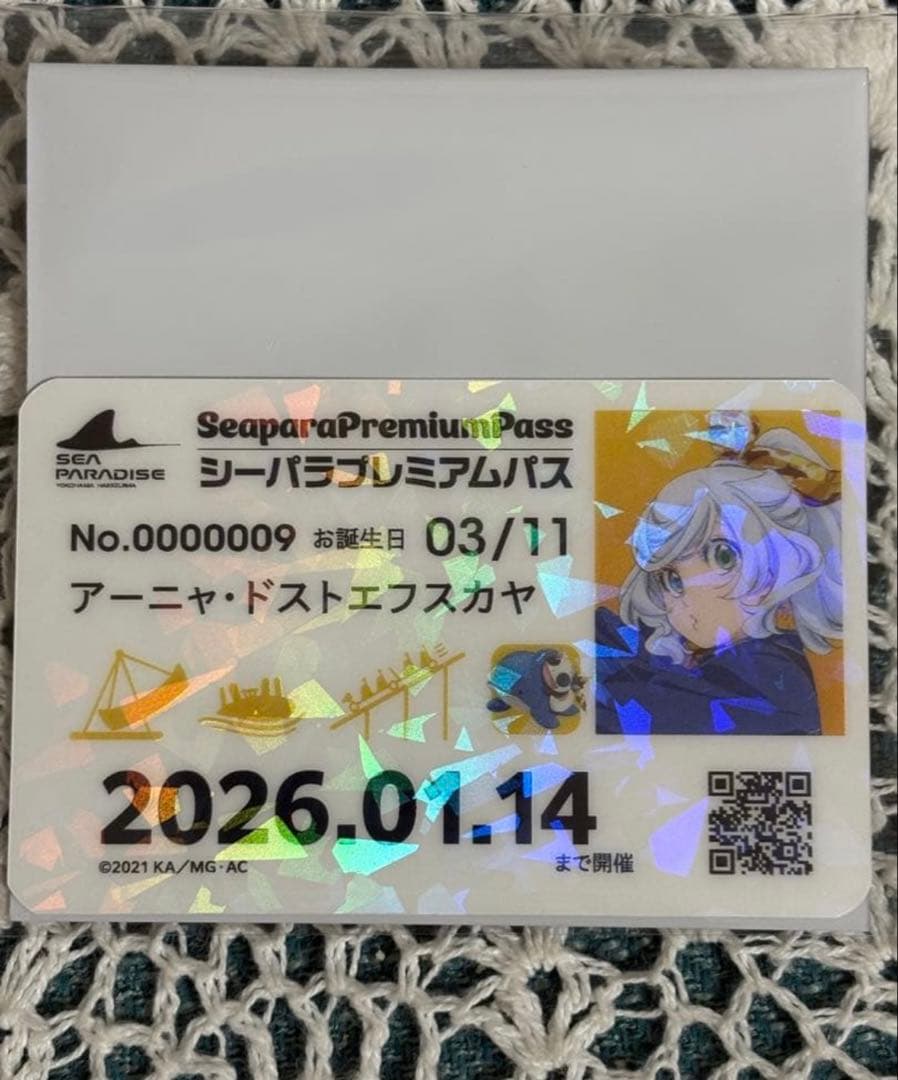 SEA
PARADISE
YOKOHAMA HAKKEIJIMA
SeaparaPremiumPass
シーパラプレミアムパス
No.0000009 お誕生日 03/11
アーニャ・ドストエフスカヤ
2026.01.14
まで開催
©2021 KA／MG・AC